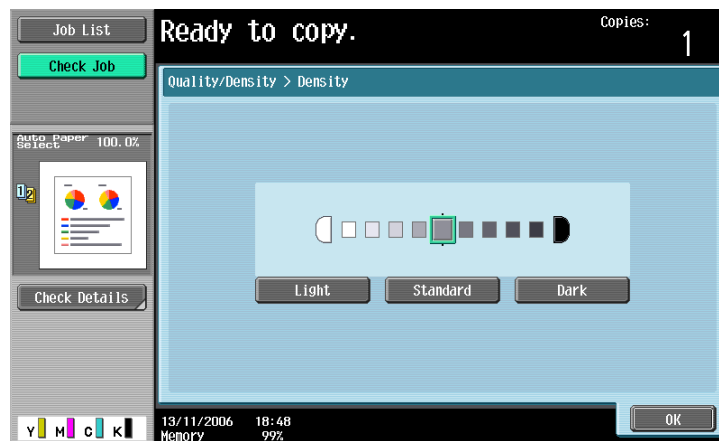 Job List
Ready to copy.
Copies:
1
Check Job
Quality/Density > Density
Auto Paper
Select
100.0%
12
Light
Standard
Dark
Check Details
OK
Y M C K
13/11/2006 18:48
Memory 99%